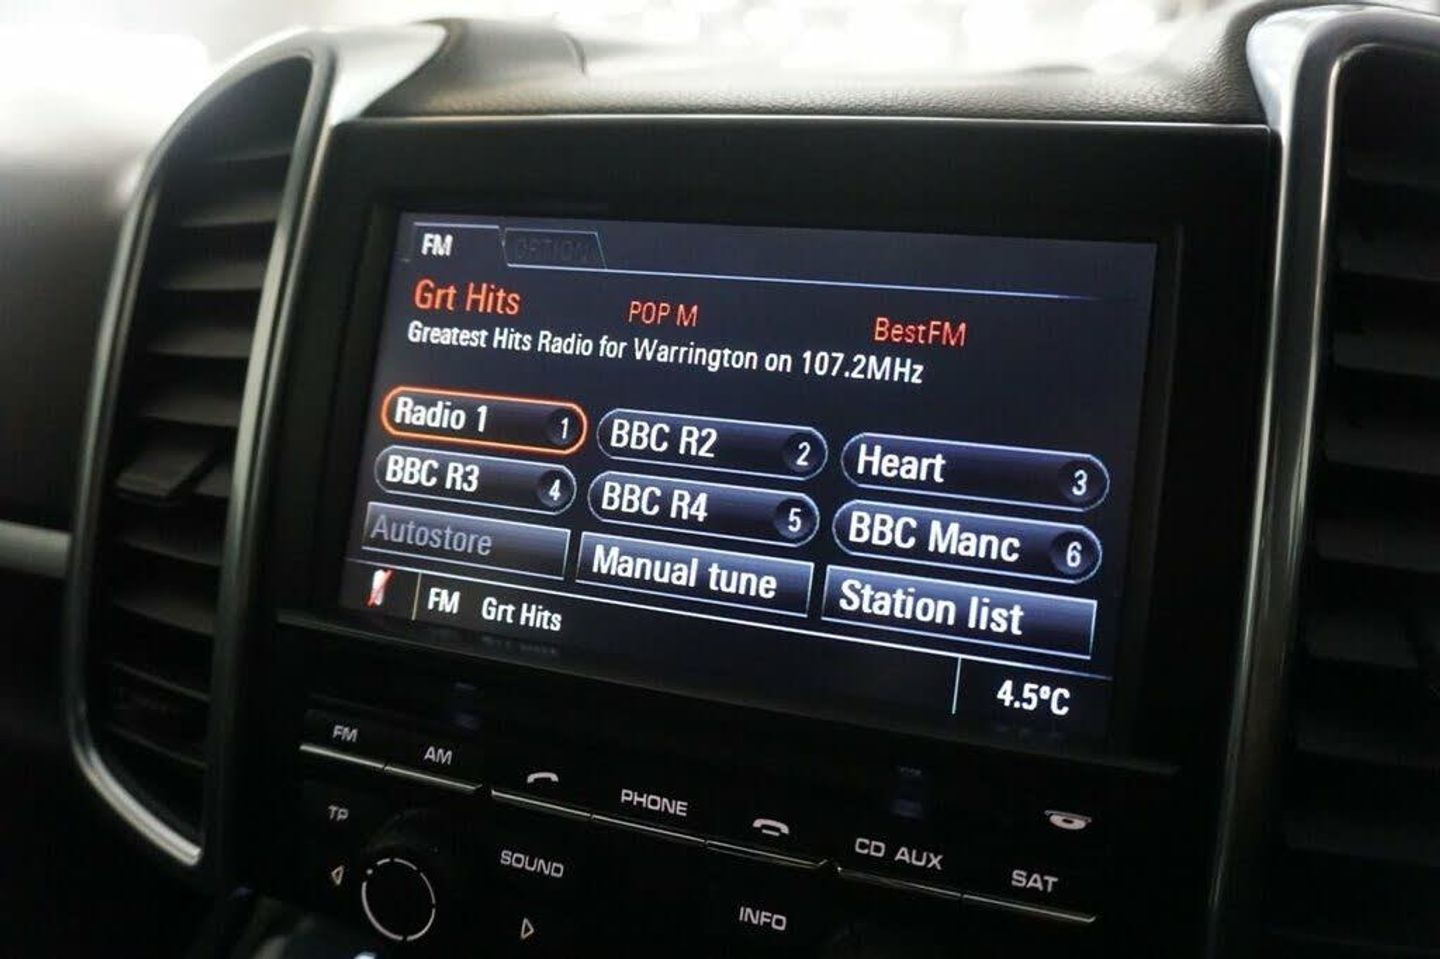 FM OPTION
Grt Hits POP M BestFM
Greatest Hits Radio for Warrington on 107.2MHz
Radio 1 1 BBC R2 2 Heart 3
BBC R3 4 BBC R4 5 BBC Manc 6
Autostore Manual tune Station list
FM Grt Hits
4.5°C
FM AM PHONE CD AUX SAT
TP SOUND INFO